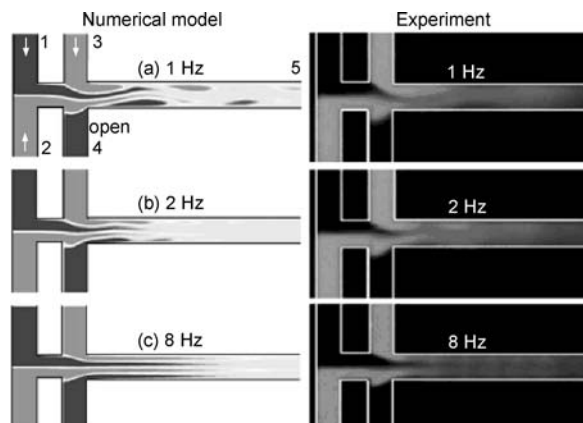 Numerical model
Experiment
1
3
(a) 1 Hz
5
1 Hz
open
2
4
(b) 2 Hz
2 Hz
(c) 8 Hz
8 Hz